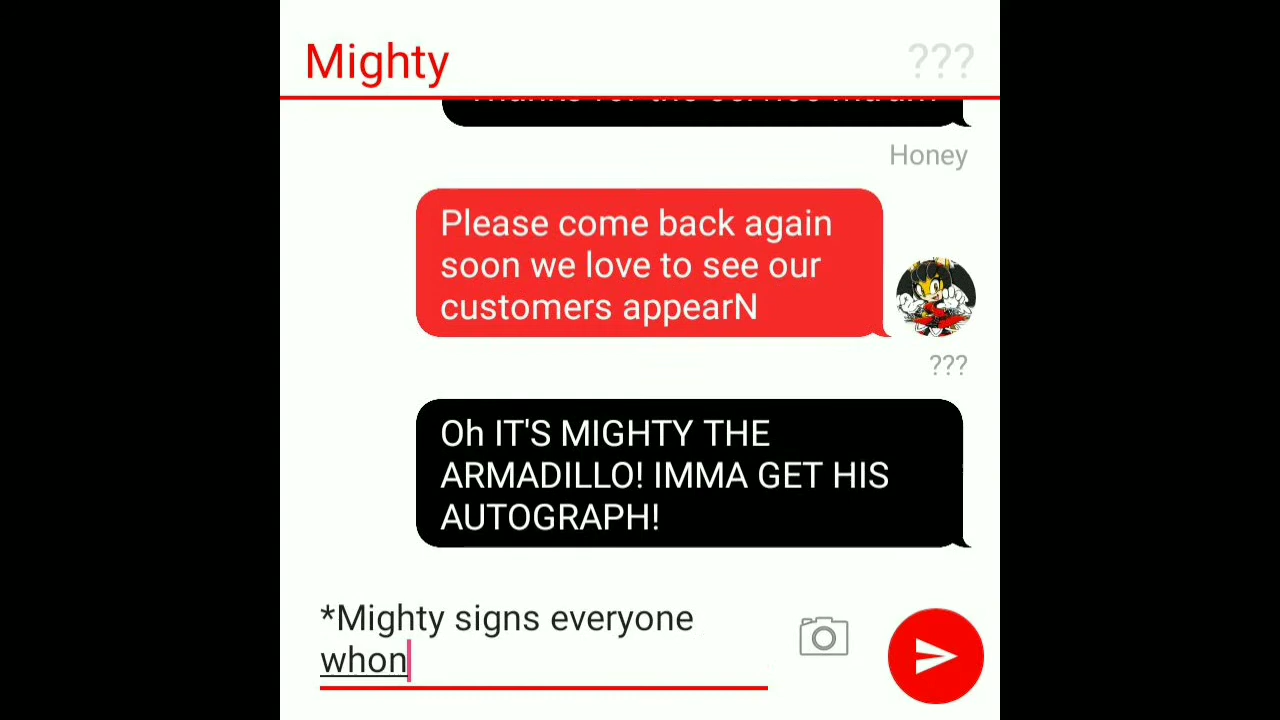 Mighty
???
Honey
Please come back again
soon we love to see our
customers appearN
???
Oh IT'S MIGHTY THE
ARMADILLO! IMMA GET HIS
AUTOGRAPH!
*Mighty signs everyone
whon